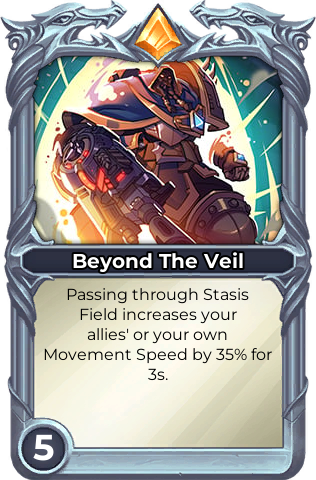 Beyond The Veil
Passing through Stasis
Field increases your
allies' or your own
Movement Speed by 35% for
3s.
5